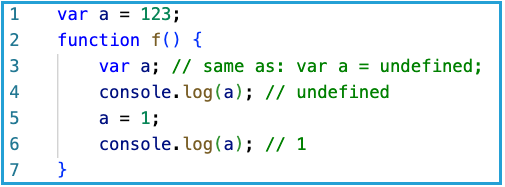 1 var a = 123;
2 function f() {
3 var a; // same as: var a = undefined;
4 console.log(a); // undefined
5 a = 1;
6 console.log(a); // 1
7 }